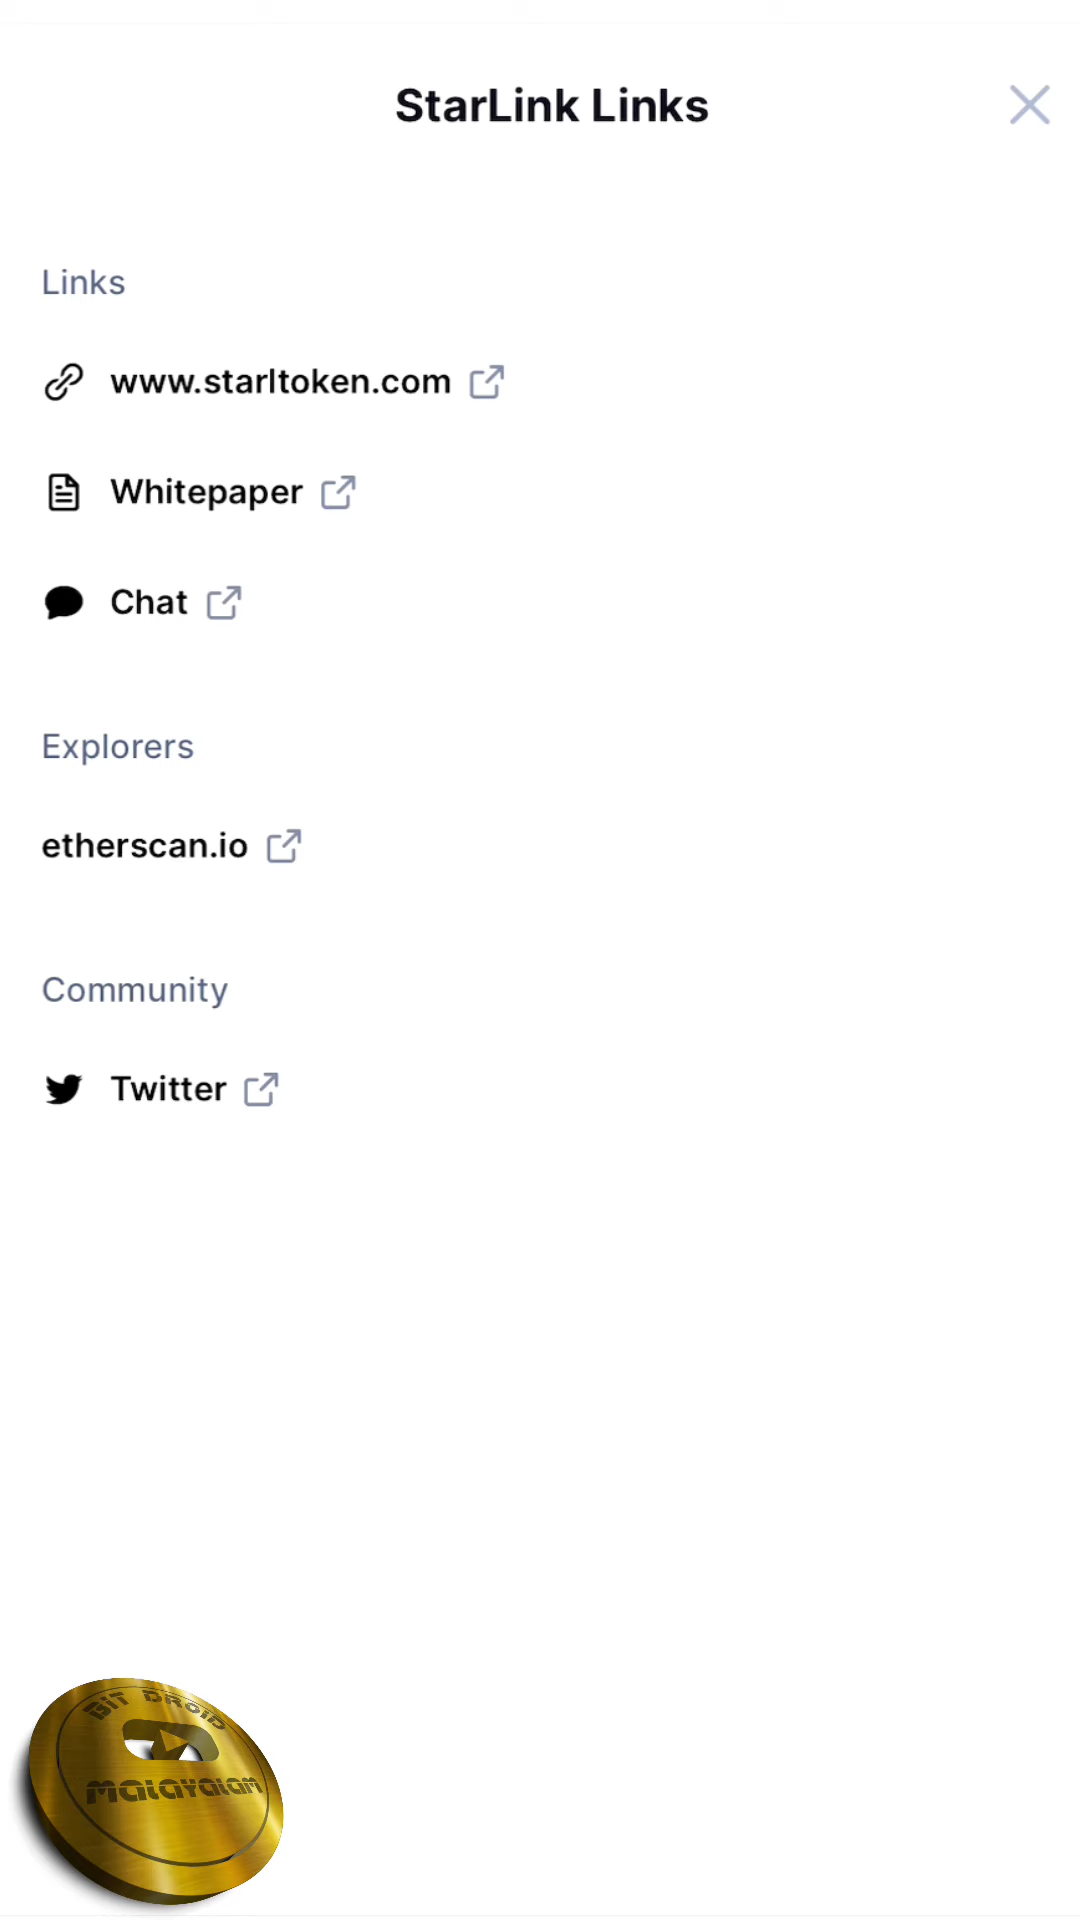 StarLink Links
Links
www.starltoken.com
Whitepaper
Chat
Explorers
etherscan.io
Community
Twitter
BiT DROID
MALAYALAM